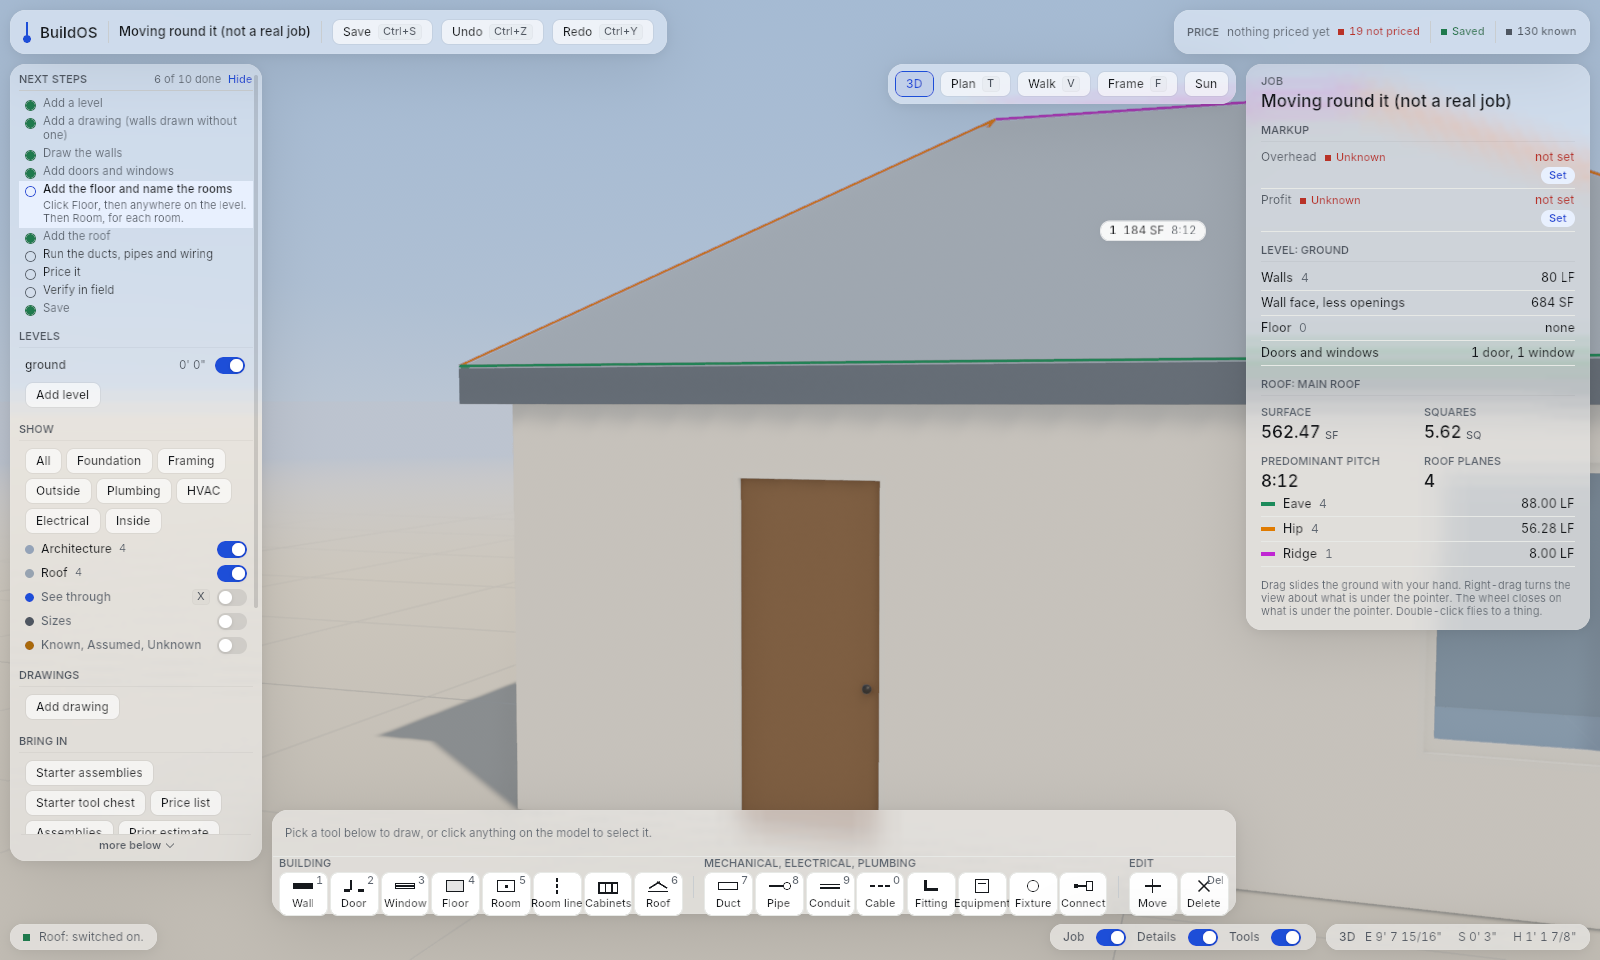 BuildOS Moving round it (not a real job) Save Ctrl+S Undo Ctrl+Z Redo Ctrl+Y
PRICE nothing priced yet 19 not priced Saved 130 known
NEXT STEPS 6 of 10 done Hide
Add a level
Add a drawing (walls drawn without
one)
Draw the walls
Add doors and windows
Add the floor and name the rooms
Click Floor, then anywhere on the level.
Then Room, for each room.
Add the roof
Run the ducts, pipes and wiring
Price it
Verify in field
Save
LEVELS
ground 0' 0"
Add level
SHOW
All Foundation Framing
Outside Plumbing HVAC
Electrical Inside
Architecture 4
Roof 4
See through X
Sizes
Known, Assumed, Unknown
DRAWINGS
Add drawing
BRING IN
Starter assemblies
Starter tool chest Price list
Assemblies Prior estimate
more below
Roof: switched on.
3D Plan T Walk V Frame F Sun
1 184 SF 8:12
JOB
Moving round it (not a real job)
MARKUP
Overhead Unknown not set
Set
Profit Unknown not set
Set
LEVEL: GROUND
Walls 4 80 LF
Wall face, less openings 684 SF
Floor 0 none
Doors and windows 1 door, 1 window
ROOF: MAIN ROOF
SURFACE SQUARES
562.47 SF 5.62 SQ
PREDOMINANT PITCH ROOF PLANES
8:12 4
Eave 4 88.00 LF
Hip 4 56.28 LF
Ridge 1 8.00 LF
Drag slides the ground with your hand. Right-drag turns the
view about what is under the pointer. The wheel closes on
what is under the pointer. Double-click flies to a thing.
Pick a tool below to draw, or click anything on the model to select it.
BUILDING MECHANICAL, ELECTRICAL, PLUMBING EDIT
1 2 3 4 5 6 7 8 9 0 Del
Wall Door Window Floor Room Room line Cabinets Roof Duct Pipe Conduit Cable Fitting Equipment Fixture Connect Move Delete
Job Details Tools
3D E 9' 7 15/16" S 0' 3" H 1' 1 7/8"